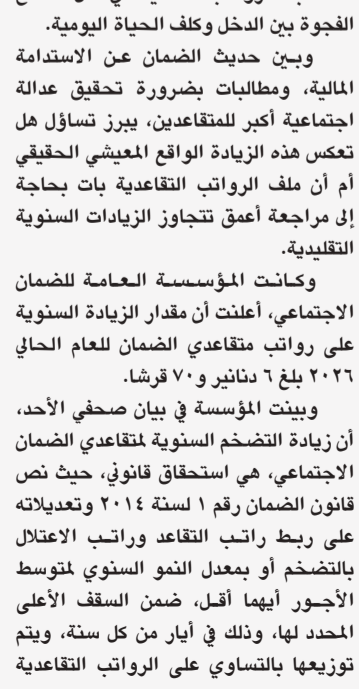 الفجوة بين الدخل وكلف الحياة اليومية.
وبين حديث الضمان عن الاستدامة
المالية، ومطالبات بضرورة تحقيق عدالة
اجتماعية أكبر للمتقاعدين، يبرز تساؤل هل
تعكس هذه الزيادة الواقع المعيشي الحقيقي
أم أن ملف الرواتب التقاعدية بات بحاجة
إلى مراجعة أعمق تتجاوز الزيادات السنوية
التقليدية.
وكانت المؤسسة العامة للضمان
الاجتماعي، أعلنت أن مقدار الزيادة السنوية
على رواتب متقاعدي الضمان للعام الحالي
٢٠٢٦ بلغ ٦ دنانير و٧٠ قرشا.
وبينت المؤسسة في بيان صحفي الأحد،
أن زيادة التضخم السنوية لمتقاعدي الضمان
الاجتماعي، هي استحقاق قانوني، حيث نص
قانون الضمان رقم ١ لسنة ٢٠١٤ وتعديلاته
على ربط راتب التقاعد وراتب الاعتلال
بالتضخم أو بمعدل النمو السنوي لمتوسط
الأجور أيهما أقل، ضمن السقف الأعلى
المحدد لها، وذلك في أيار من كل سنة، ويتم
توزيعها بالتساوي على الرواتب التقاعدية